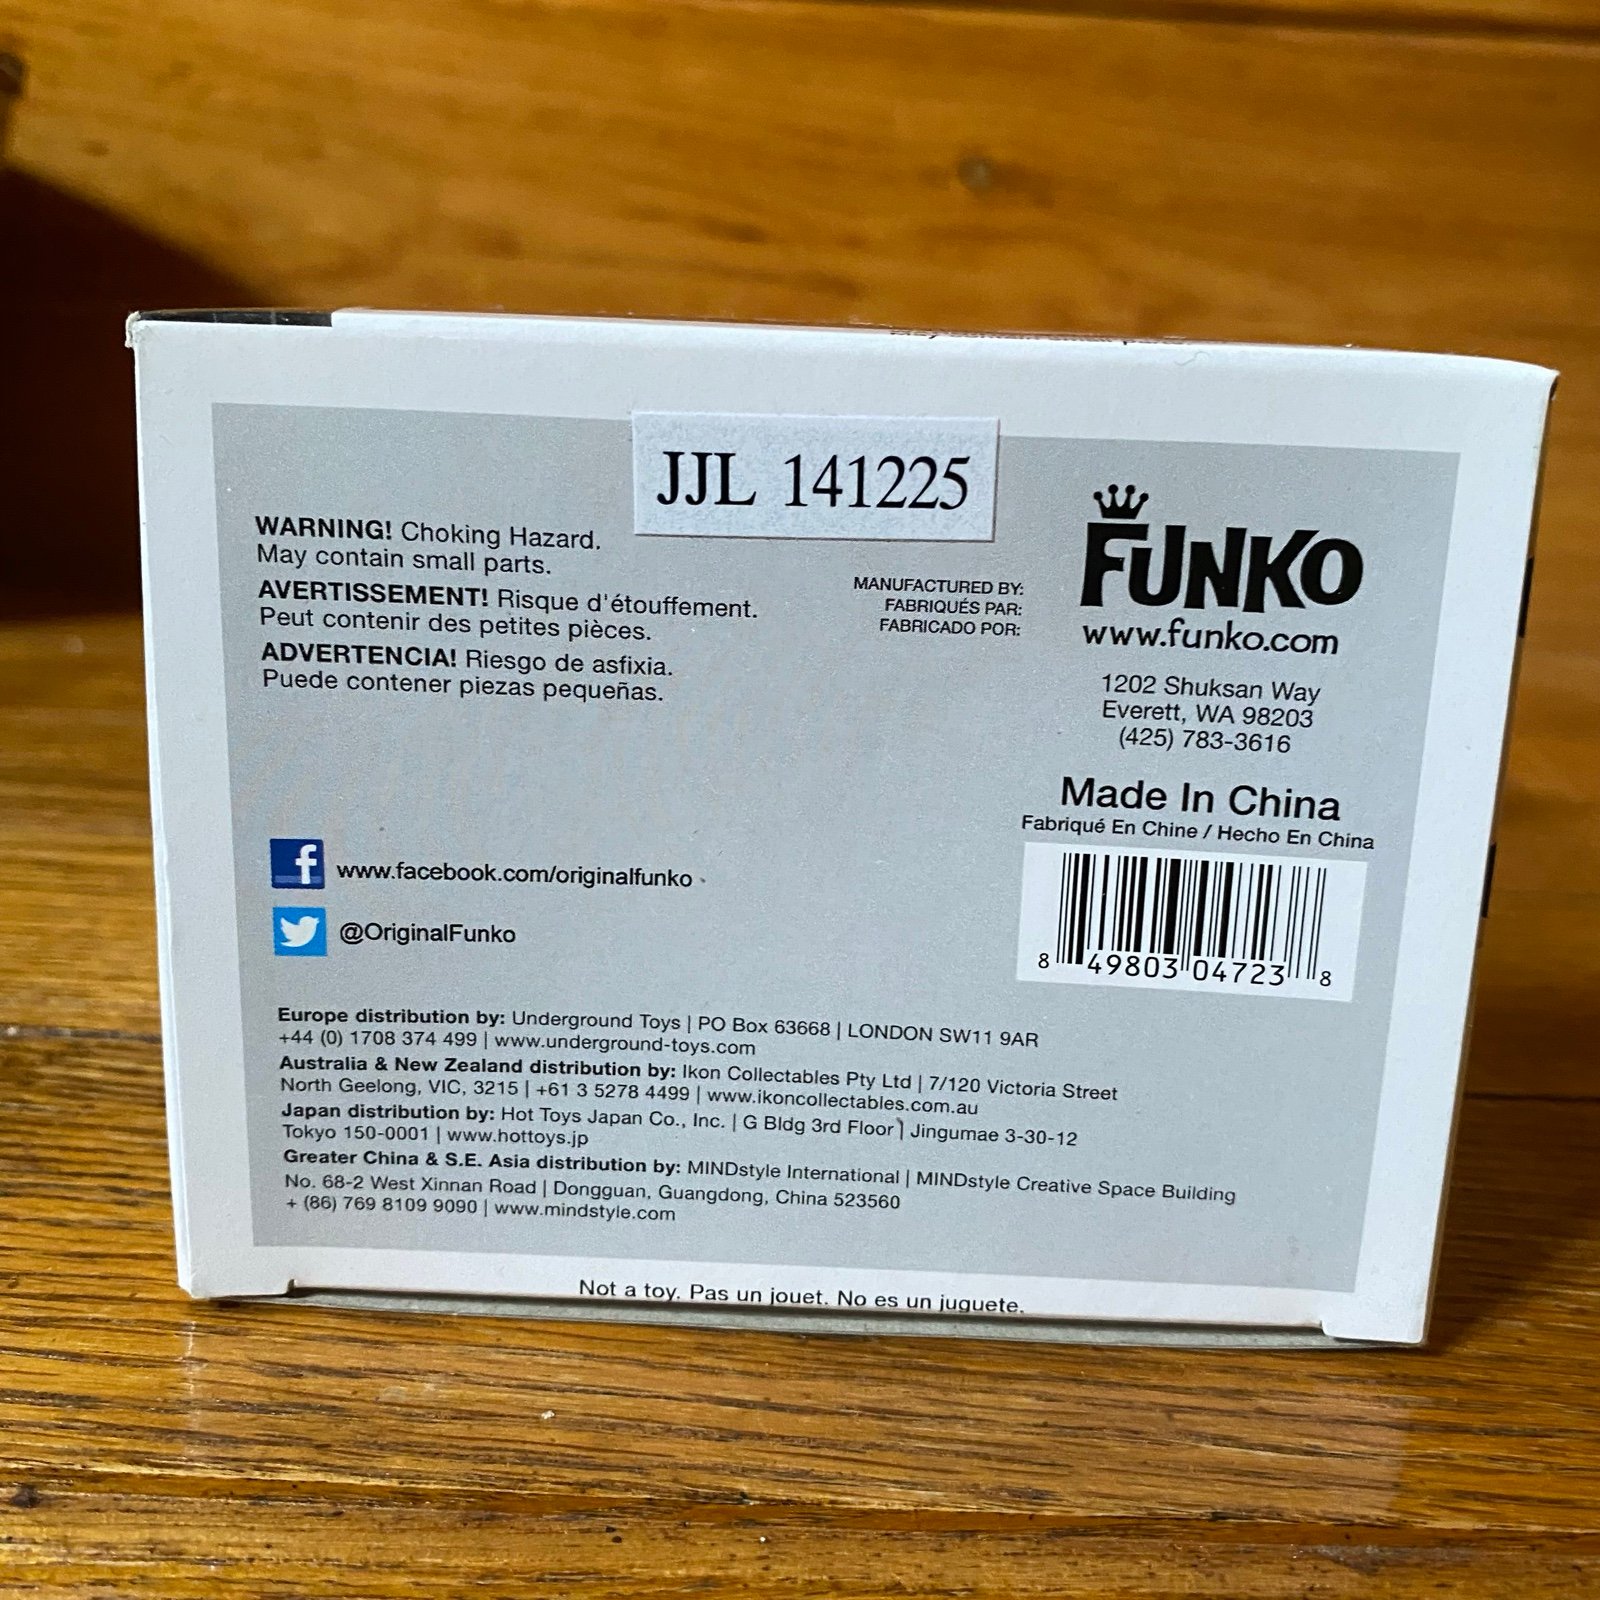 JJL 141225
WARNING! Choking Hazard.
May contain small parts.
AVERTISSEMENT! Risque d'étouffement.
Peut contenir des petites pièces.
ADVERTENCIA! Riesgo de asfixia.
Puede contener piezas pequeñas.
MANUFACTURED BY:
FABRIQUÉS PAR:
FABRICADO POR:
FUNKO
www.funko.com
1202 Shuksan Way
Everett, WA 98203
(425) 783-3616
Made In China
Fabriqué En Chine / Hecho En China
8 49803 04723 8
f www.facebook.com/originalfunko
@OriginalFunko
Europe distribution by: Underground Toys | PO Box 63668 | LONDON SW11 9AR
+44 (0) 1708 374 499 | www.underground-toys.com
Australia & New Zealand distribution by: Ikon Collectables Pty Ltd | 7/120 Victoria Street
North Geelong, VIC, 3215 | +61 3 5278 4499 | www.ikoncollectables.com.au
Japan distribution by: Hot Toys Japan Co., Inc. | G Bldg 3rd Floor | Jingumae 3-30-12
Tokyo 150-0001 | www.hottoys.jp
Greater China & S.E. Asia distribution by: MINDstyle International | MINDstyle Creative Space Building
No. 68-2 West Xinnan Road | Dongguan, Guangdong, China 523560
+ (86) 769 8109 9090 | www.mindstyle.com
Not a toy. Pas un jouet. No es un juguete.